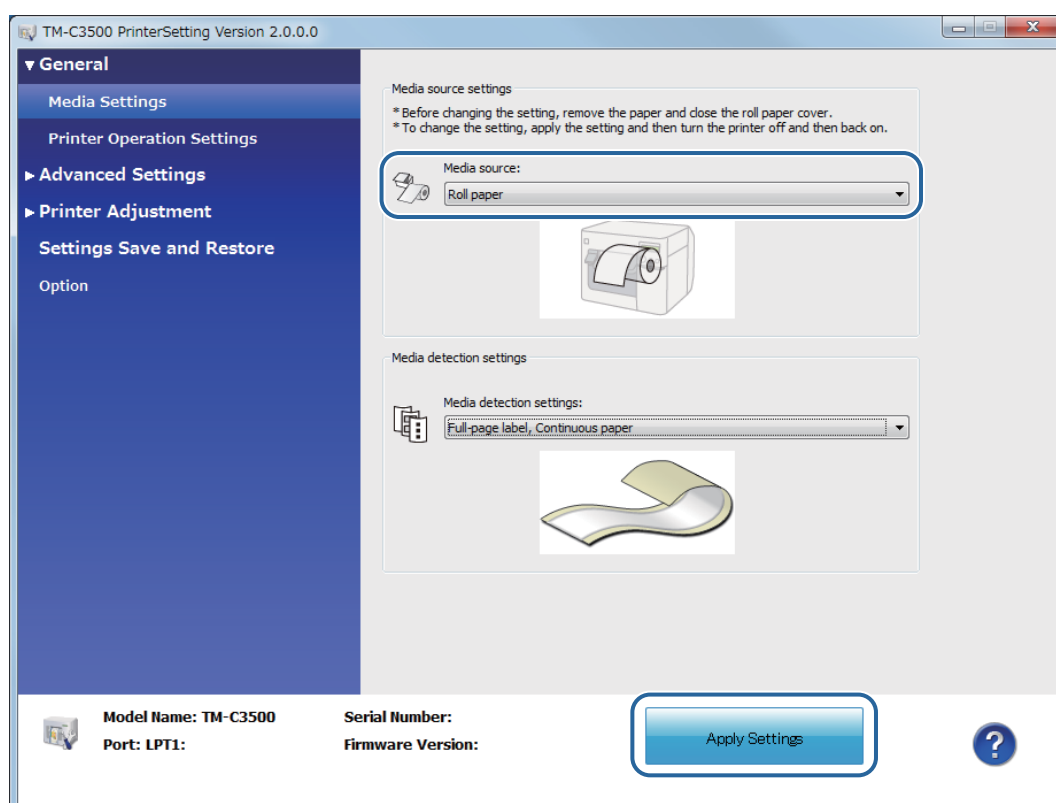 TM-C3500 PrinterSetting Version 2.0.0.0
General
Media Settings
Printer Operation Settings
Advanced Settings
Printer Adjustment
Settings Save and Restore
Option
Media source settings
* Before changing the setting, remove the paper and close the roll paper cover.
* To change the setting, apply the setting and then turn the printer off and then back on.
Media source:
Roll paper
Media detection settings
Media detection settings:
Full-page label, Continuous paper
Model Name: TM-C3500
Serial Number:
Port: LPT1:
Firmware Version:
Apply Settings
?